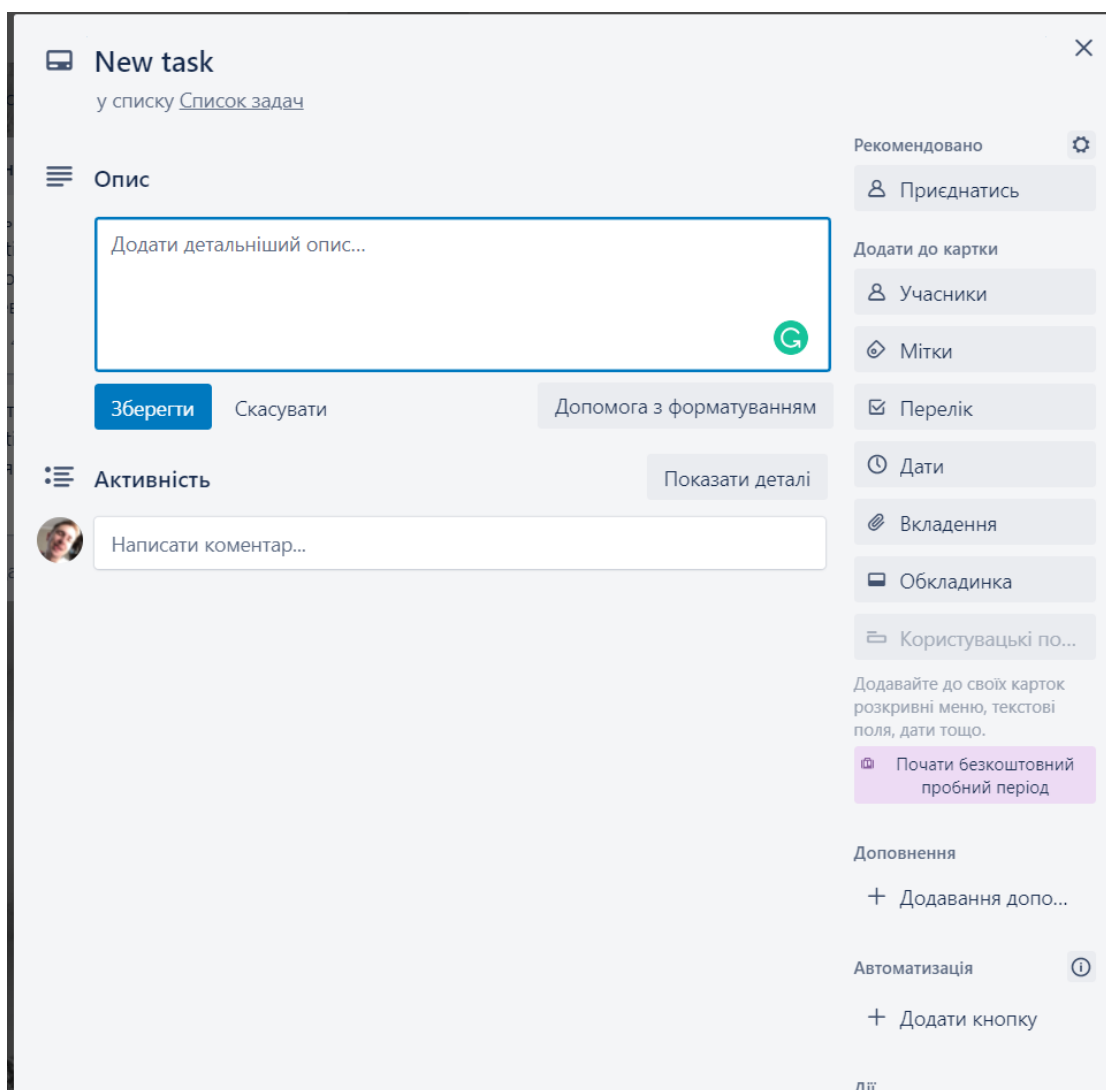 New task
у списку Список задач
Опис
Додати детальніший опис...
Зберегти
Скасувати
Допомога з форматуванням
Активність
Показати деталі
Написати коментар...
Рекомендовано
Приєднатись
Додати до картки
Учасники
Мітки
Перелік
Дати
Вкладення
Обкладинка
Користувацькі по...
Додавайте до своїх карток
розкривні меню, текстові
поля, дати тощо.
Почати безкоштовний
пробний період
Доповнення
Додавання допо...
Автоматизація
Додати кнопку
Дії